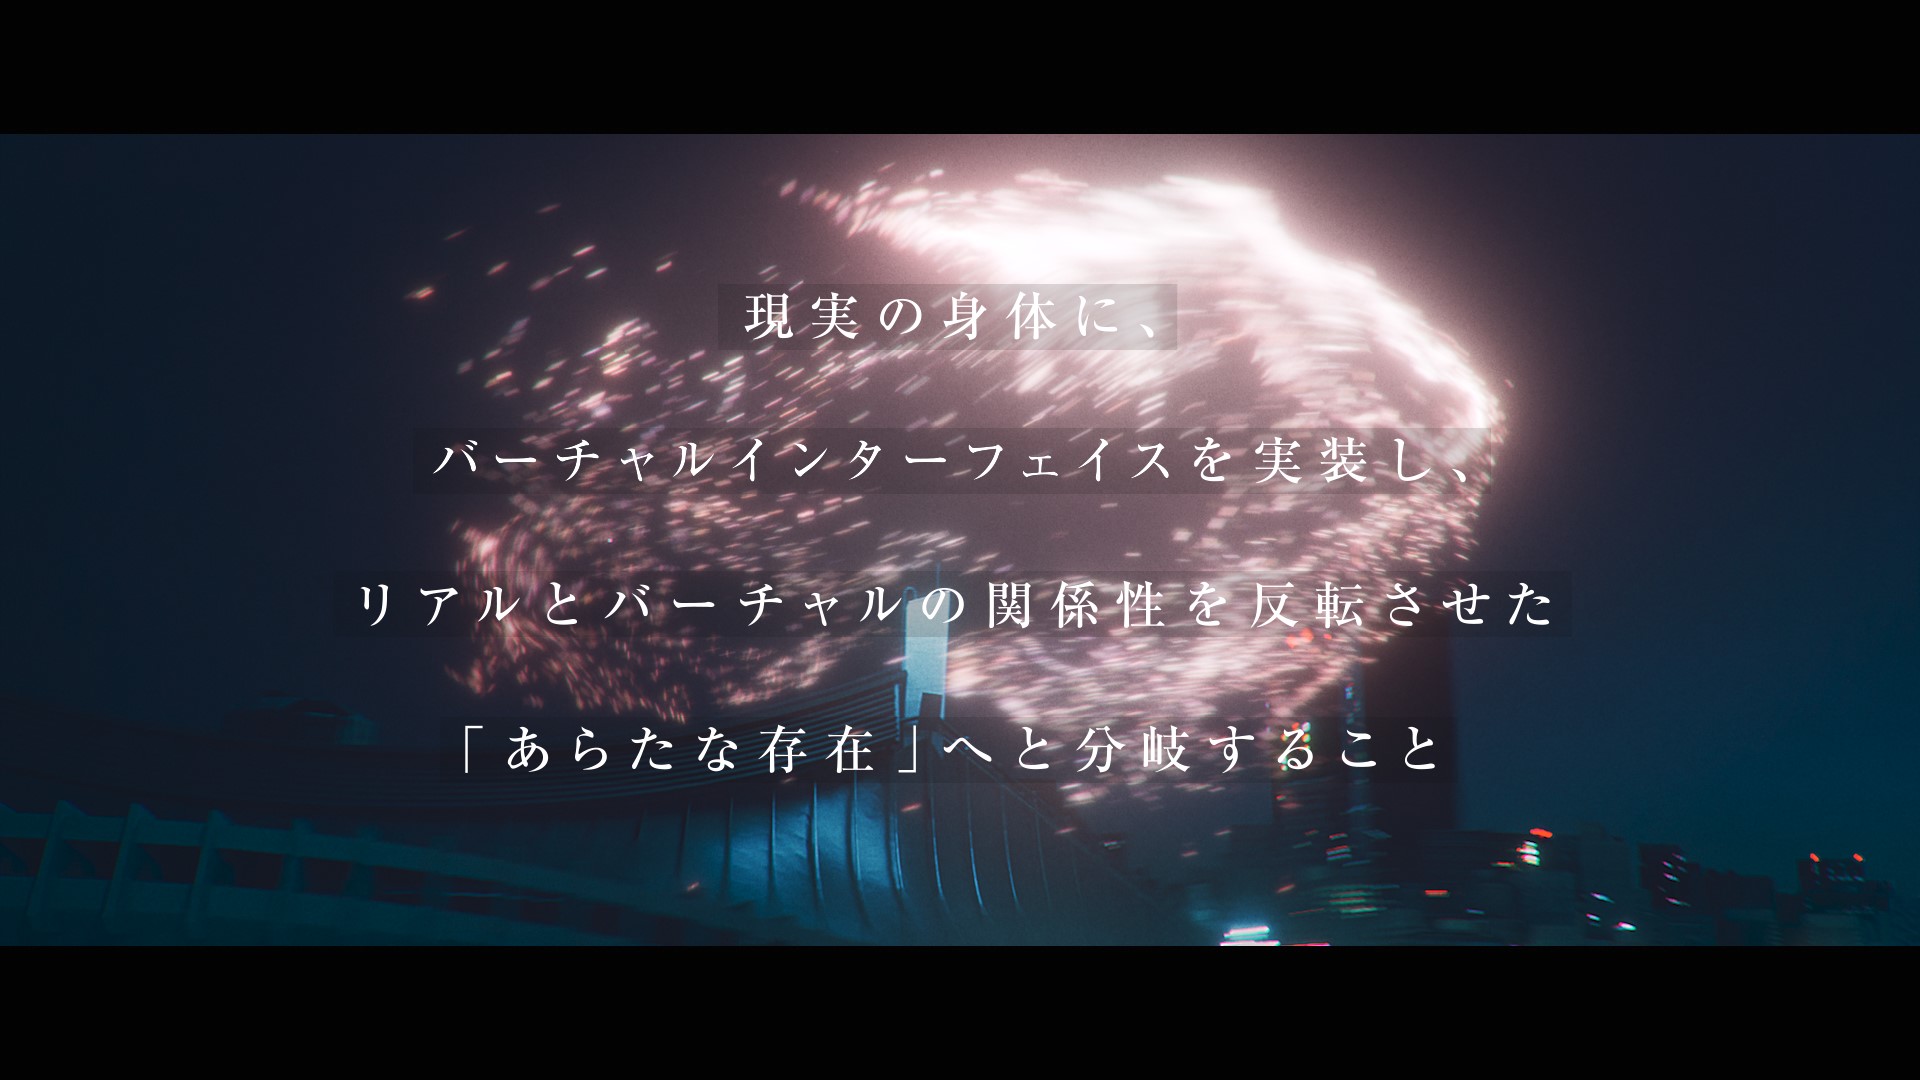 現実の身体に、
バーチャルインターフェイスを実装し、
リアルとバーチャルの関係性を反転させた
「あらたな存在」へと分岐すること